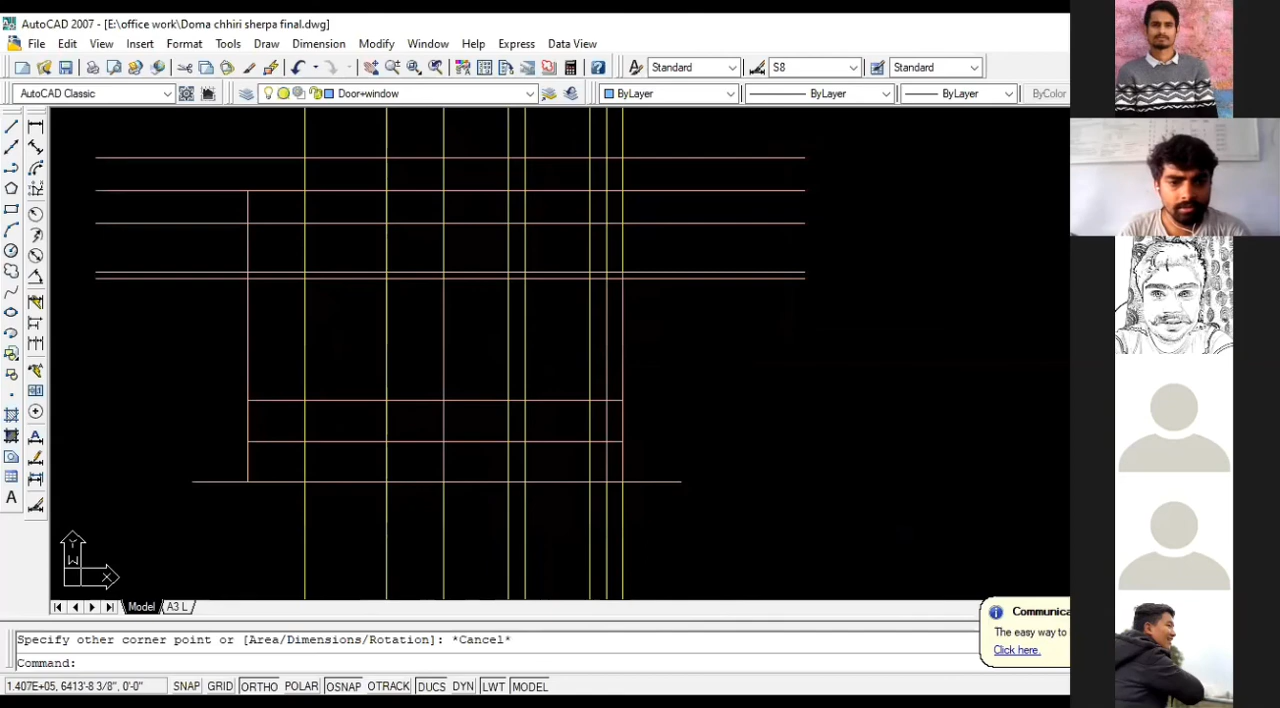 AutoCAD 2007 - [E:\office work\Doma chhiri sherpa final.dwg]
File Edit View Insert Format Tools Draw Dimension Modify Window Help Express Data View
Standard S8 Standard
AutoCAD Classic Door+window ByLayer ByLayer ByLayer ByColor
A
Y
W
X
Model A3 L
Communica
The easy way to
Click here.
Specify other corner point or [Area/Dimensions/Rotation]: *Cancel*
Command:
1.407E+05, 6413'-8 3/8", 0'-0" SNAP GRID ORTHO POLAR OSNAP OTRACK DUCS DYN LWT MODEL